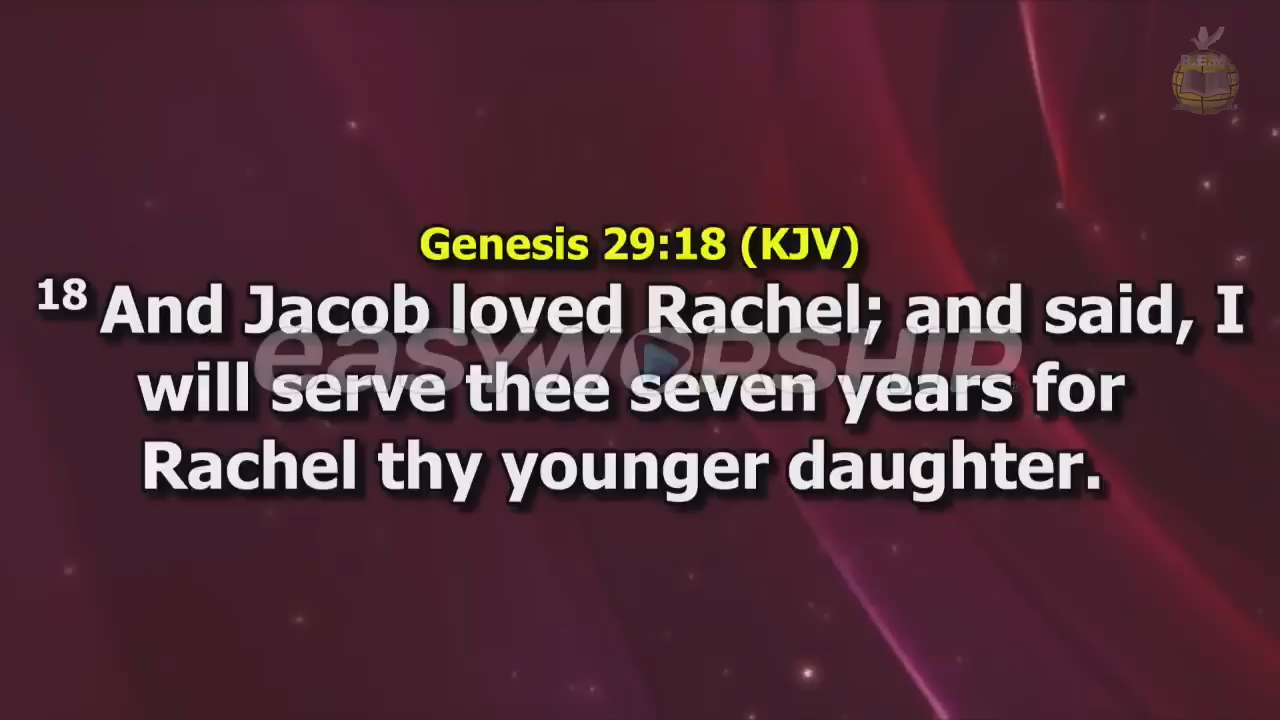 B.E.M.
Genesis 29:18 (KJV)
18 And Jacob loved Rachel; and said, I
easyworship
will serve thee seven years for
Rachel thy younger daughter.